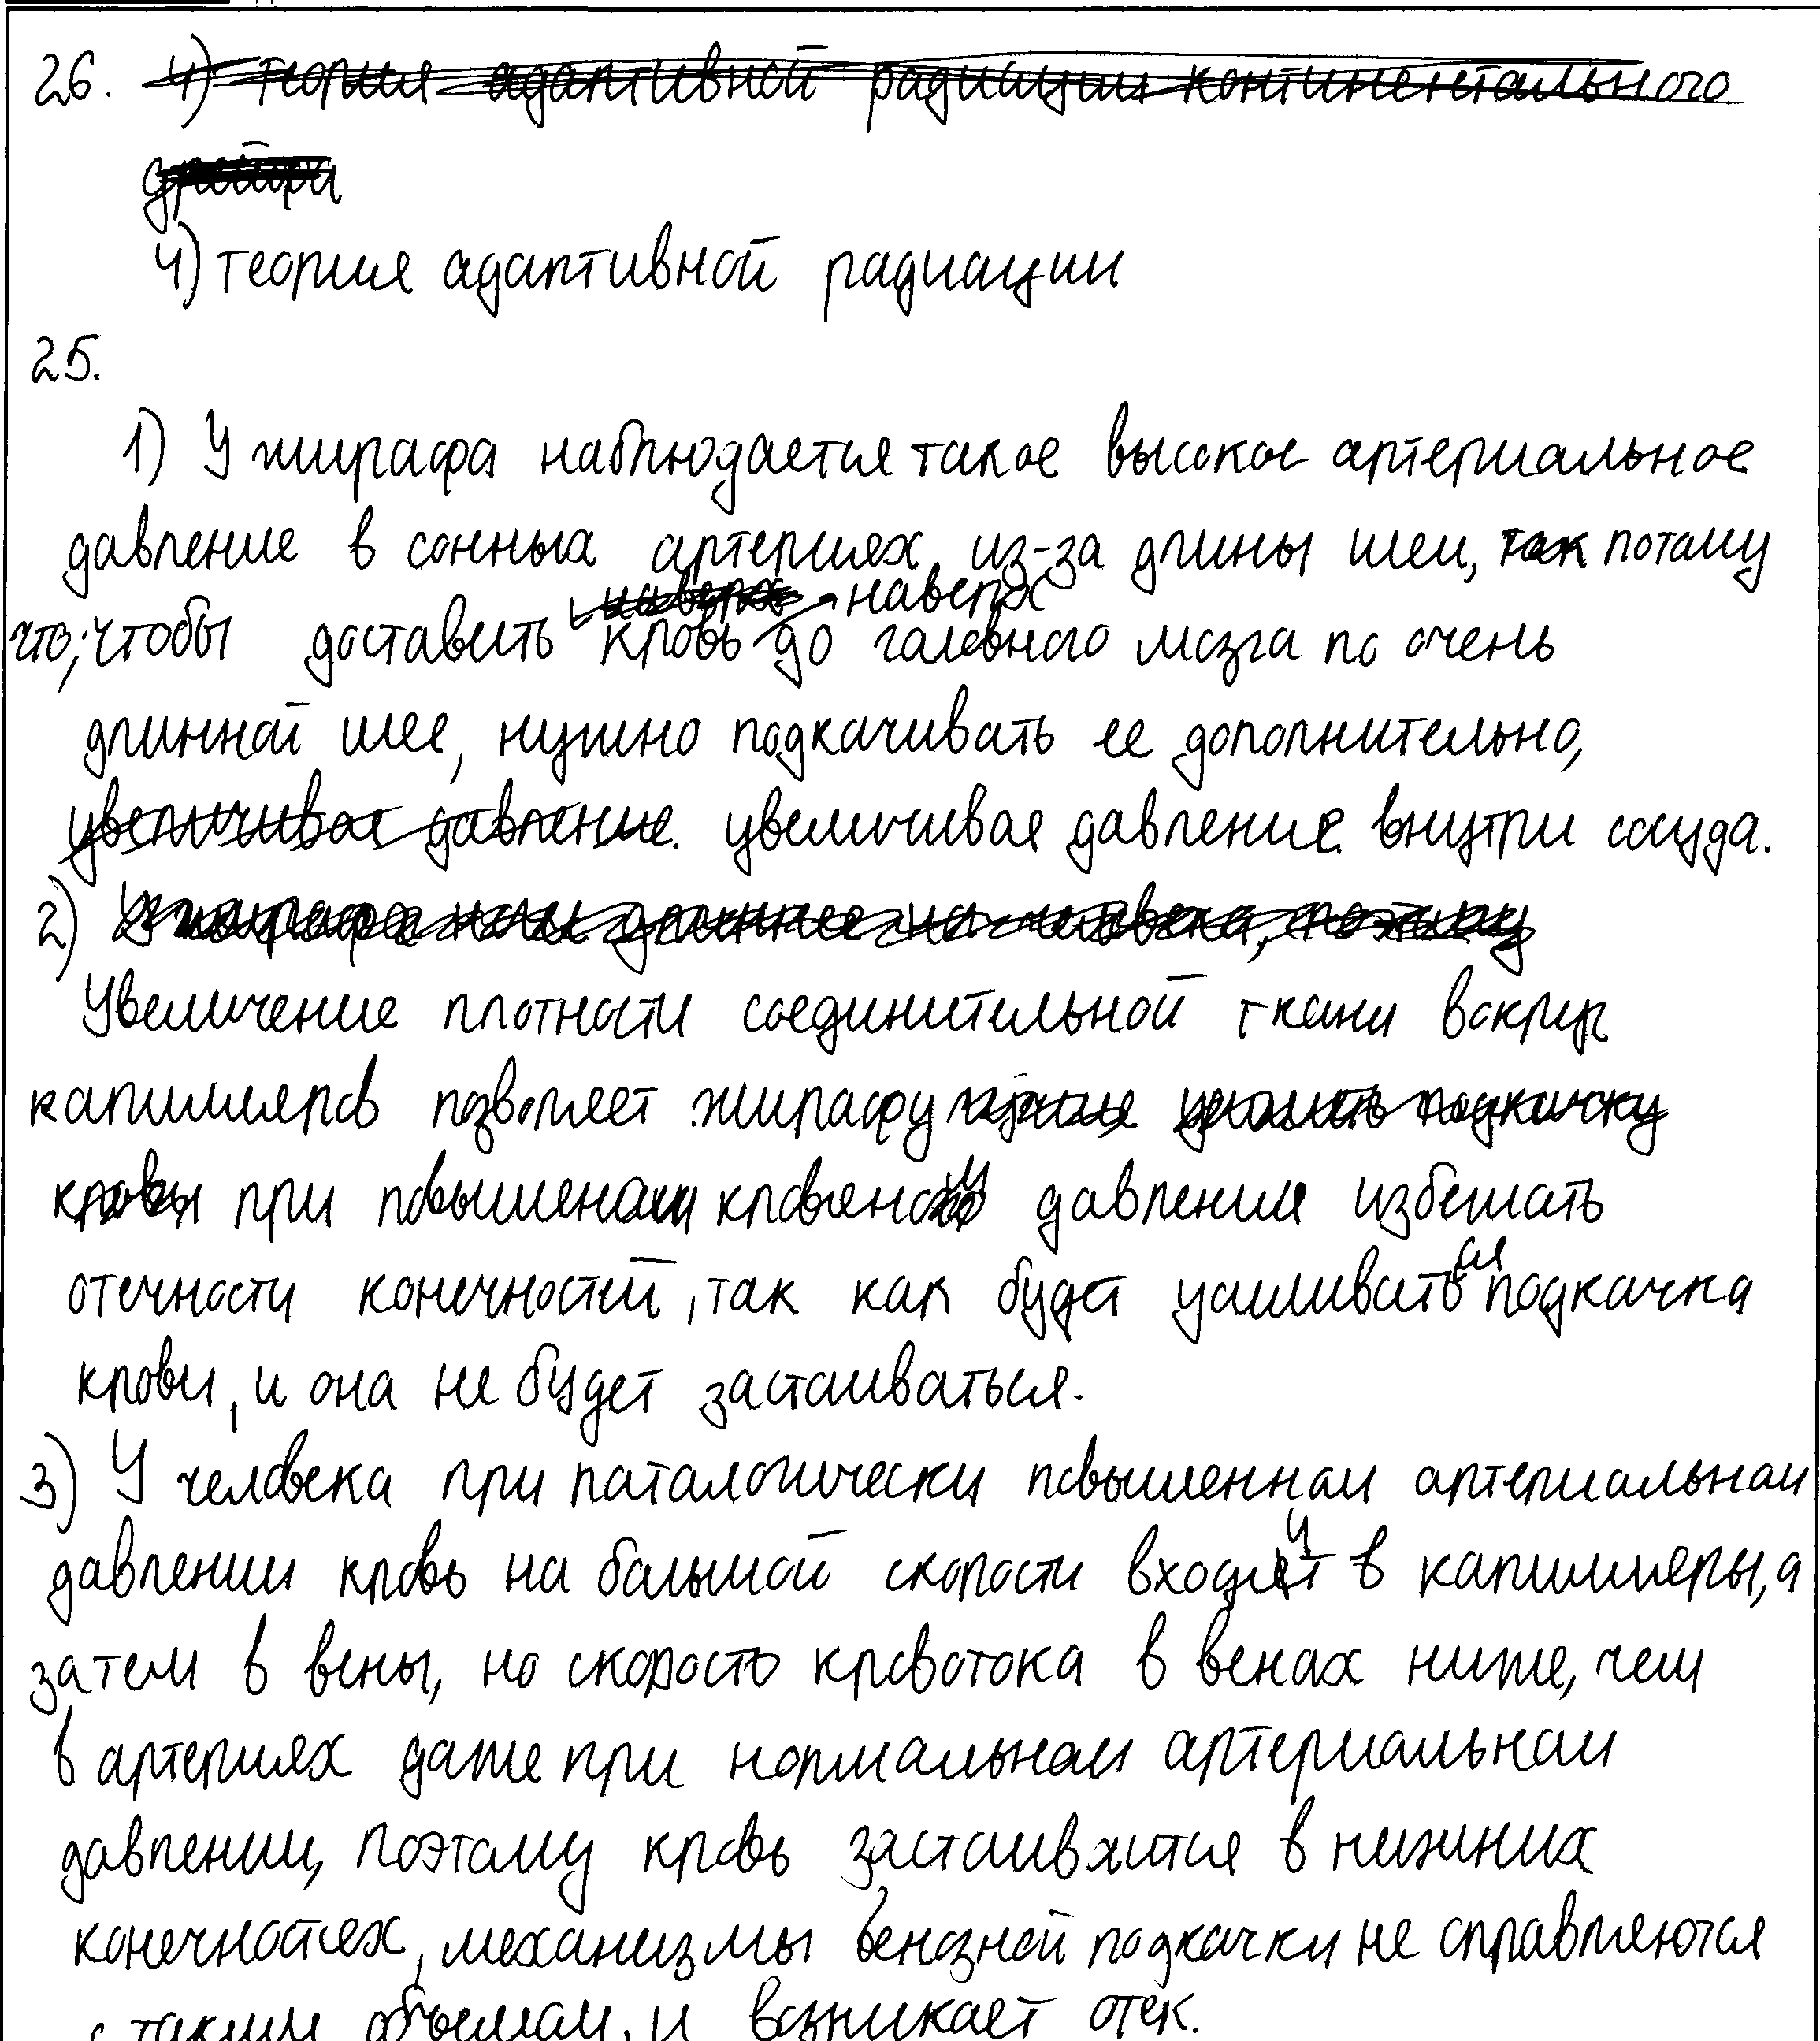 26. 4) теория адаптивной радиации континентального
дрейфа
4) теория адаптивной радиации
25.
1) У жирафа наблюдается такое высокое артериальное
давление в сонных артериях из-за длины шеи, так потому
наверх наверх
что, чтобы доставить кровь до головного мозга по очень
длинной шее, нужно подкачивать ее дополнительно,
увеличивая давление. увеличивая давление внутри сосуда.
2) У жирафа ноги длиннее чем человека, поэтому
Увеличение плотности соединительной ткани вокруг
капилляров позволяет жирафу усилить подкачку
крови при повышенном кровяном давлении избежать
отечности конечностей, так как будет усиливаться подкачка
крови, и она не будет застаиваться.
3) У человека при паталогически повышенном артериальном
давлении кровь на большой скорости входит в капилляры, а
затем в вены, но скорость кровотока в венах ниже, чем
в артериях даже при нормальном артериальном
давлении, поэтому кровь застаивается в нижних
конечностях, механизмы венозной подкачки не справляются
с таким объемом, и возникает отек.